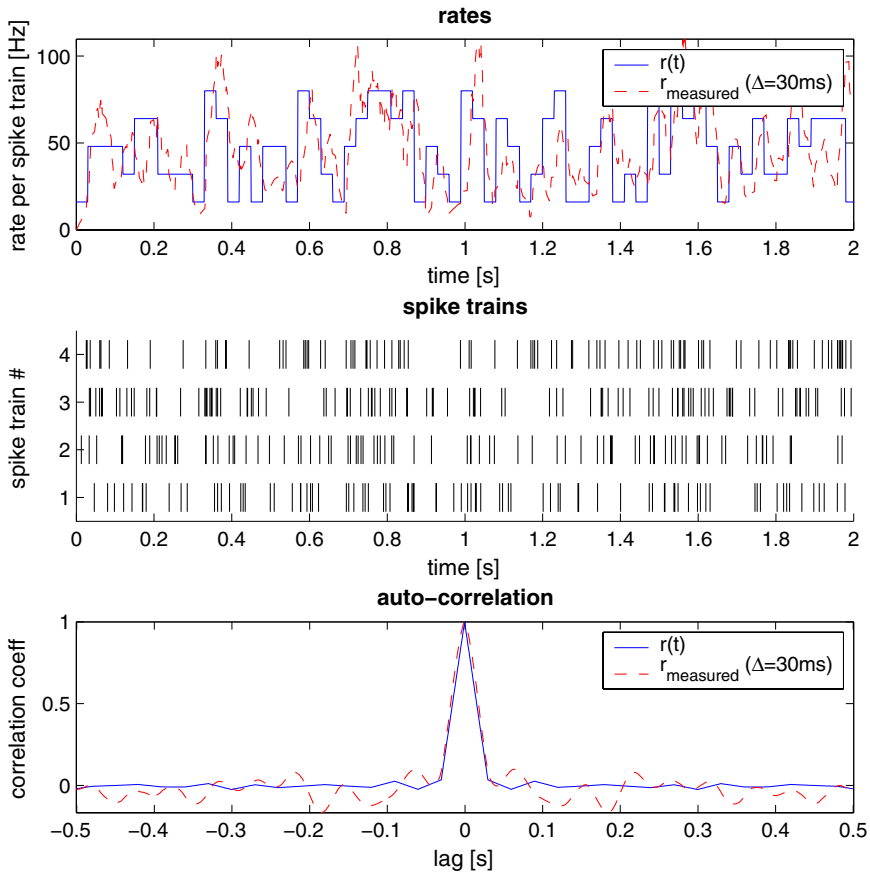 rates
rate per spike train [Hz]
100
50
0
r(t)
r_measured (Δ=30ms)
0 0.2 0.4 0.6 0.8 1 1.2 1.4 1.6 1.8 2
time [s]
spike trains
spike train #
4
3
2
1
0 0.2 0.4 0.6 0.8 1 1.2 1.4 1.6 1.8 2
time [s]
auto−correlation
correlation coeff
1
0.5
0
r(t)
r_measured (Δ=30ms)
−0.5 −0.4 −0.3 −0.2 −0.1 0 0.1 0.2 0.3 0.4 0.5
lag [s]